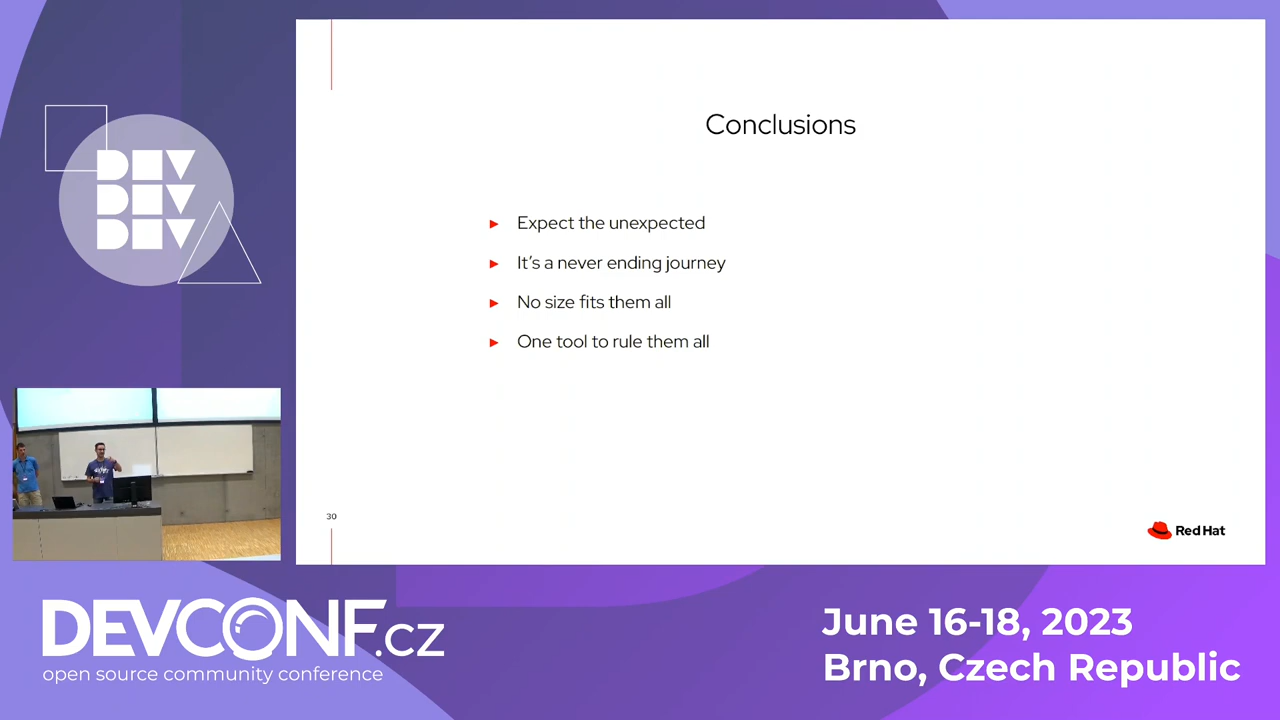 DEV
DEV
DEV
Conclusions
► Expect the unexpected
► It's a never ending journey
► No size fits them all
► One tool to rule them all
30
Red Hat
DEVCONF.cz
open source community conference
June 16-18, 2023
Brno, Czech Republic